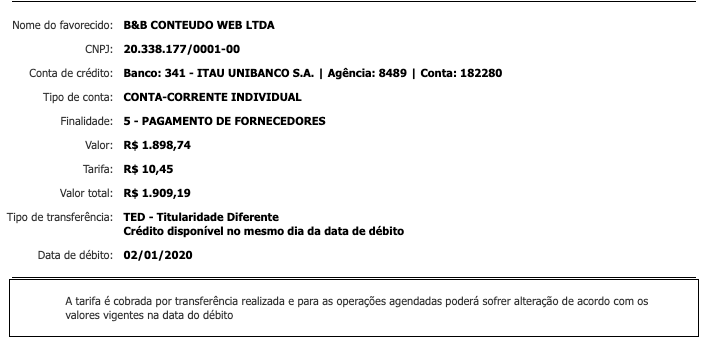 Nome do favorecido: B&B CONTEUDO WEB LTDA
CNPJ: 20.338.177/0001-00
Conta de crédito: Banco: 341 - ITAU UNIBANCO S.A. | Agência: 8489 | Conta: 182280
Tipo de conta: CONTA-CORRENTE INDIVIDUAL
Finalidade: 5 - PAGAMENTO DE FORNECEDORES
Valor: R$ 1.898,74
Tarifa: R$ 10,45
Valor total: R$ 1.909,19
Tipo de transferência: TED - Titularidade Diferente
Crédito disponível no mesmo dia da data de débito
Data de débito: 02/01/2020
A tarifa é cobrada por transferência realizada e para as operações agendadas poderá sofrer alteração de acordo com os
valores vigentes na data do débito